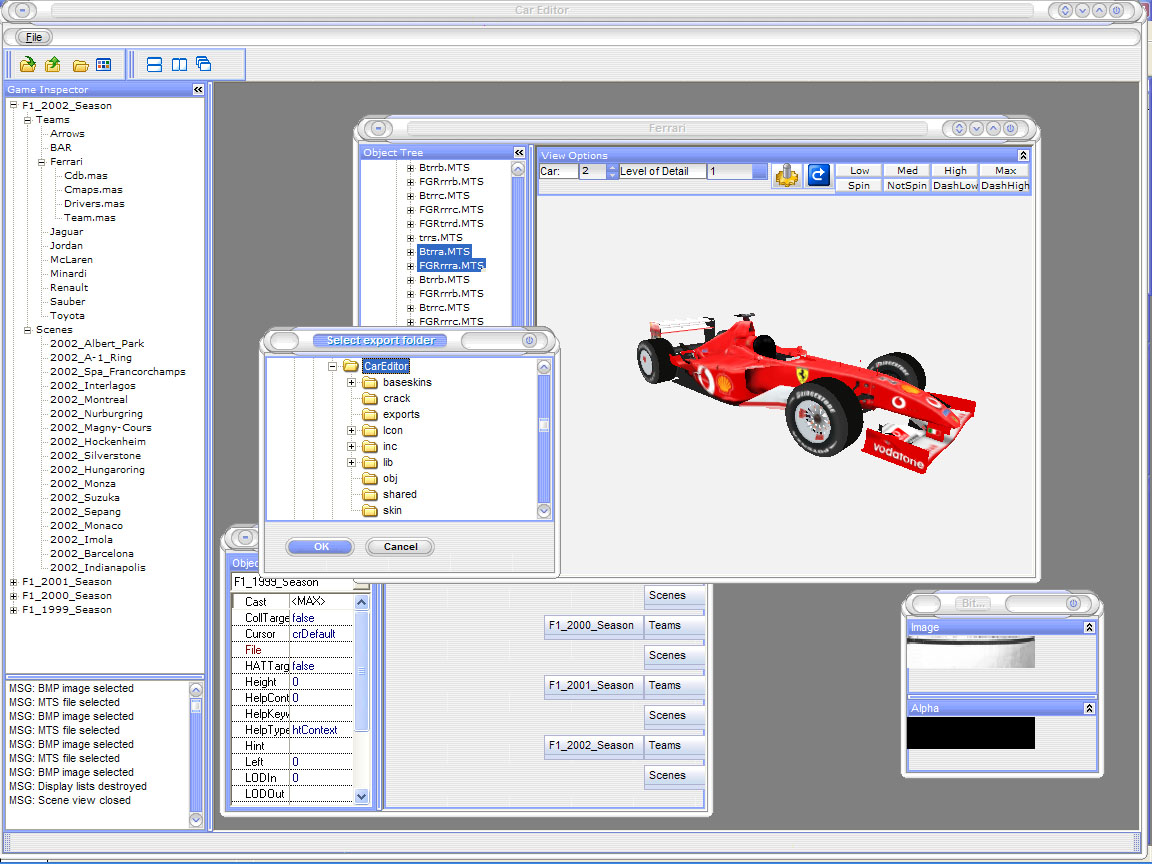 Car Editor
File
Game Inspector
F1_2002_Season
Teams
Arrows
BAR
Ferrari
Cdb.mas
Cmaps.mas
Drivers.mas
Team.mas
Jaguar
Jordan
McLaren
Minardi
Renault
Sauber
Toyota
Scenes
2002_Albert_Park
2002_A-1_Ring
2002_Spa_Francorchamps
2002_Interlagos
2002_Montreal
2002_Nurburgring
2002_Magny-Cours
2002_Hockenheim
2002_Silverstone
2002_Hungaroring
2002_Monza
2002_Suzuka
2002_Sepang
2002_Monaco
2002_Imola
2002_Barcelona
2002_Indianapolis
F1_2001_Season
F1_2000_Season
F1_1999_Season
MSG: BMP image selected
MSG: MTS file selected
MSG: BMP image selected
MSG: MTS file selected
MSG: BMP image selected
MSG: MTS file selected
MSG: BMP image selected
MSG: Display lists destroyed
MSG: Scene view closed
Ferrari
Object Tree
Btrrb.MTS
FGRrrrb.MTS
Btrrc.MTS
FGRrrrc.MTS
FGRtrrd.MTS
trrs.MTS
Btrra.MTS
FGRrrra.MTS
Btrrb.MTS
FGRrrrb.MTS
Btrrc.MTS
FGRrrrc.MTS
View Options
Car: 2 Level of Detail 1
Low Med High Max
Spin NotSpin DashLow DashHigh
BRIDGESTONE
POTENZA
vodafone
Select export folder
CarEditor
baseskins
crack
exports
Icon
inc
lib
obj
shared
skin
OK Cancel
Objec
F1_1999_Season
Cast <MAX>
CollTarge false
Cursor crDefault
File
HATTarg false
Height 0
HelpCont 0
HelpKeyw
HelpType htContext
Hint
Left 0
LODIn 0
LODOut
Scenes
F1_2000_Season Teams
Scenes
F1_2001_Season Teams
Scenes
F1_2002_Season Teams
Scenes
Bit...
Image
Alpha